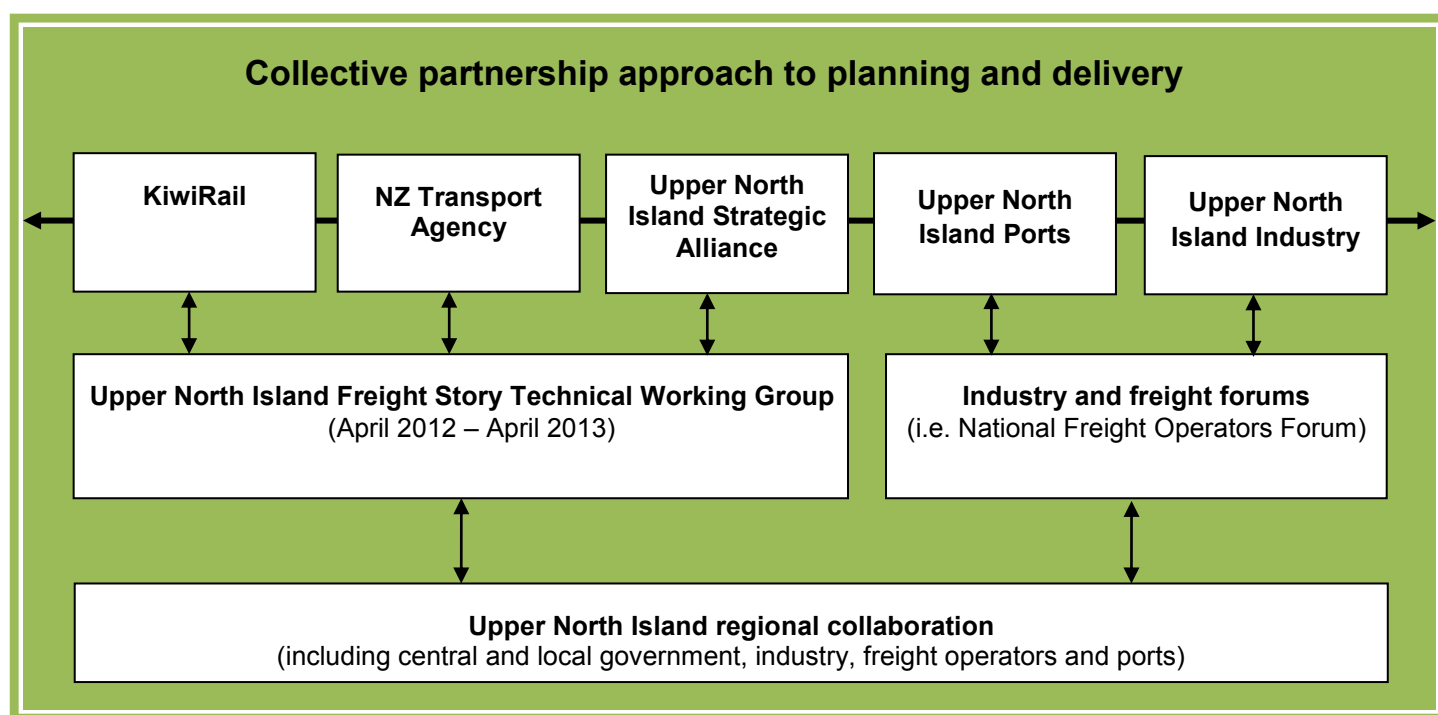 Collective partnership approach to planning and delivery
KiwiRail
NZ Transport
Agency
Upper North
Island Strategic
Alliance
Upper North
Island Ports
Upper North
Island Industry
Upper North Island Freight Story Technical Working Group
(April 2012 – April 2013)
Industry and freight forums
(i.e. National Freight Operators Forum)
Upper North Island regional collaboration
(including central and local government, industry, freight operators and ports)